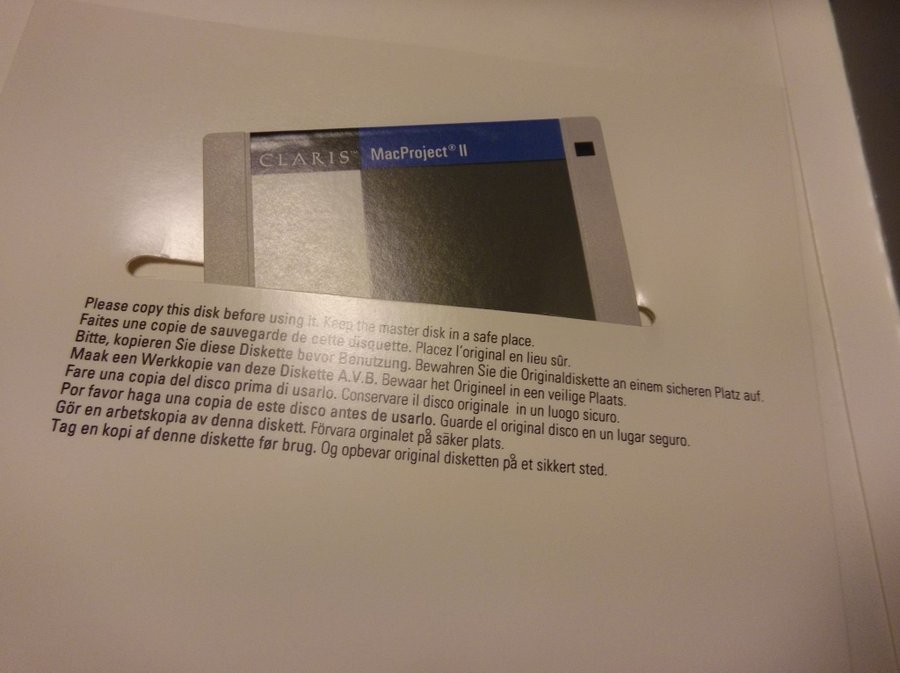 CLARIS™ MacProject® II
Please copy this disk before using it. Keep the master disk in a safe place.
Faites une copie de sauvegarde de cette disquette. Placez l'original en lieu sûr.
Bitte, kopieren Sie diese Diskette bevor Benutzung. Bewahren Sie die Originaldiskette an einem sicheren Platz auf.
Maak een Werkkopie van deze Diskette A.V.B. Bewaar het Origineel in een veilige Plaats.
Fare una copia del disco prima di usarlo. Conservare il disco originale in un luogo sicuro.
Por favor haga una copia de este disco antes de usarlo. Guarde el original disco en un lugar seguro.
Gör en arbetskopia av denna diskett. Förvara orginalet på säker plats.
Tag en kopi af denne diskette før brug. Og opbevar original disketten på et sikkert sted.